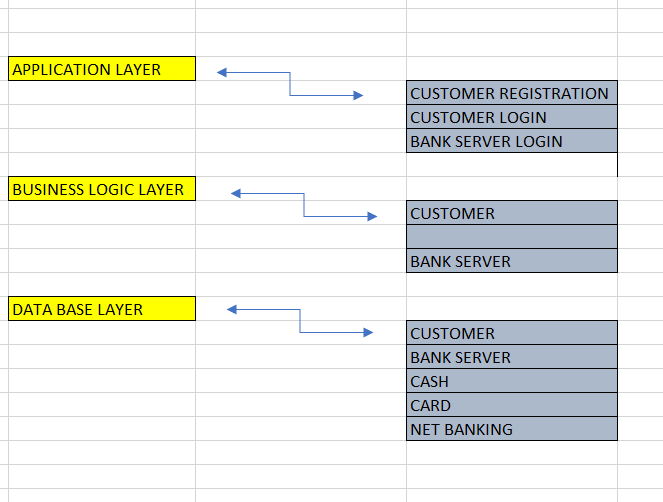 APPLICATION LAYER
CUSTOMER REGISTRATION
CUSTOMER LOGIN
BANK SERVER LOGIN
BUSINESS LOGIC LAYER
CUSTOMER
BANK SERVER
DATA BASE LAYER
CUSTOMER
BANK SERVER
CASH
CARD
NET BANKING